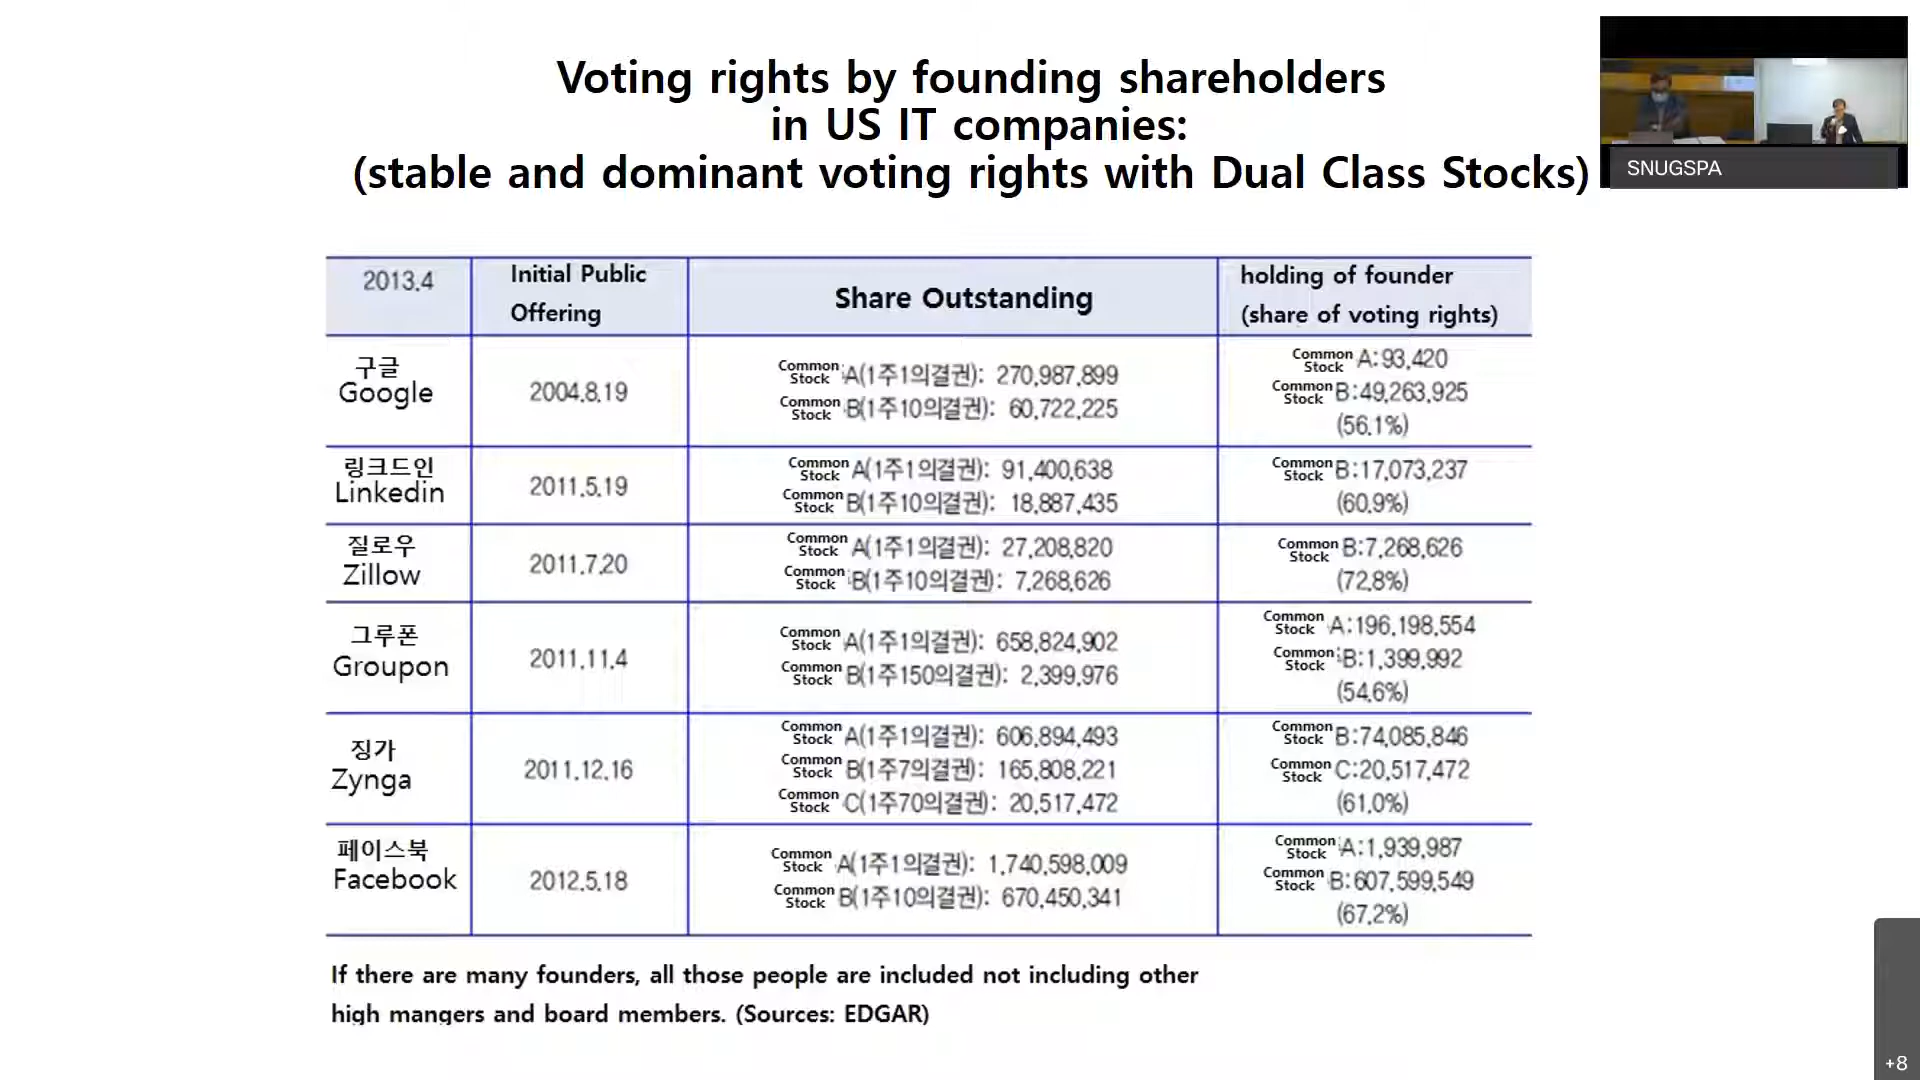 Voting rights by founding shareholders
in US IT companies:
(stable and dominant voting rights with Dual Class Stocks)
SNUGSPA
2013.4
Initial Public
Offering
Share Outstanding
holding of founder
(share of voting rights)
구글
Google
2004.8.19
Common Stock A(1주1의결권): 270,987,899
Common Stock B(1주10의결권): 60,722,225
Common Stock A:93,420
Common Stock B:49,263,925
(56.1%)
링크드인
Linkedin
2011.5.19
Common Stock A(1주1의결권): 91,400,638
Common Stock B(1주10의결권): 18,887,435
Common Stock B:17,073,237
(60.9%)
질로우
Zillow
2011.7.20
Common Stock A(1주1의결권): 27,208,820
Common Stock B(1주10의결권): 7,268,626
Common Stock B:7,268,626
(72.8%)
그루폰
Groupon
2011.11.4
Common Stock A(1주1의결권): 658,824,902
Common Stock B(1주150의결권): 2,399,976
Common Stock A:196,198,554
Common Stock B:1,399,992
(54.6%)
징가
Zynga
2011.12.16
Common Stock A(1주1의결권): 606,894,493
Common Stock B(1주7의결권): 165,808,221
Common Stock C(1주70의결권): 20,517,472
Common Stock B:74,085,846
Common Stock C:20,517,472
(61.0%)
페이스북
Facebook
2012.5.18
Common Stock A(1주1의결권): 1,740,598,009
Common Stock B(1주10의결권): 670,450,341
Common Stock A:1,939,987
Common Stock B:607,599,549
(67.2%)
If there are many founders, all those people are included not including other
high mangers and board members. (Sources: EDGAR)
+8